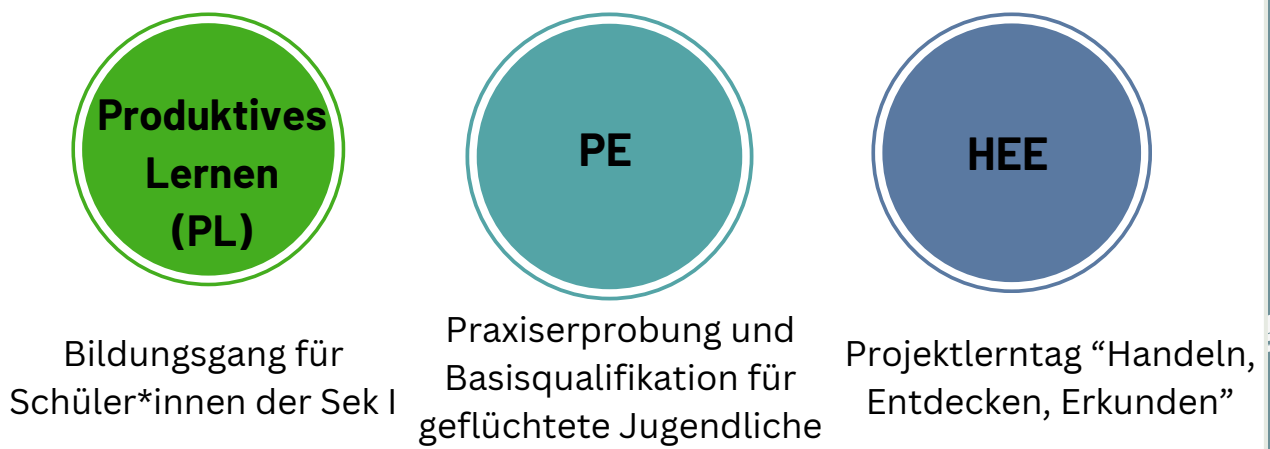 Produktives
Lernen
(PL)
PE
HEE
Bildungsgang für
Schüler*innen der Sek I
Praxiserprobung und
Basisqualifikation für
geflüchtete Jugendliche
Projektlerntag “Handeln,
Entdecken, Erkunden”